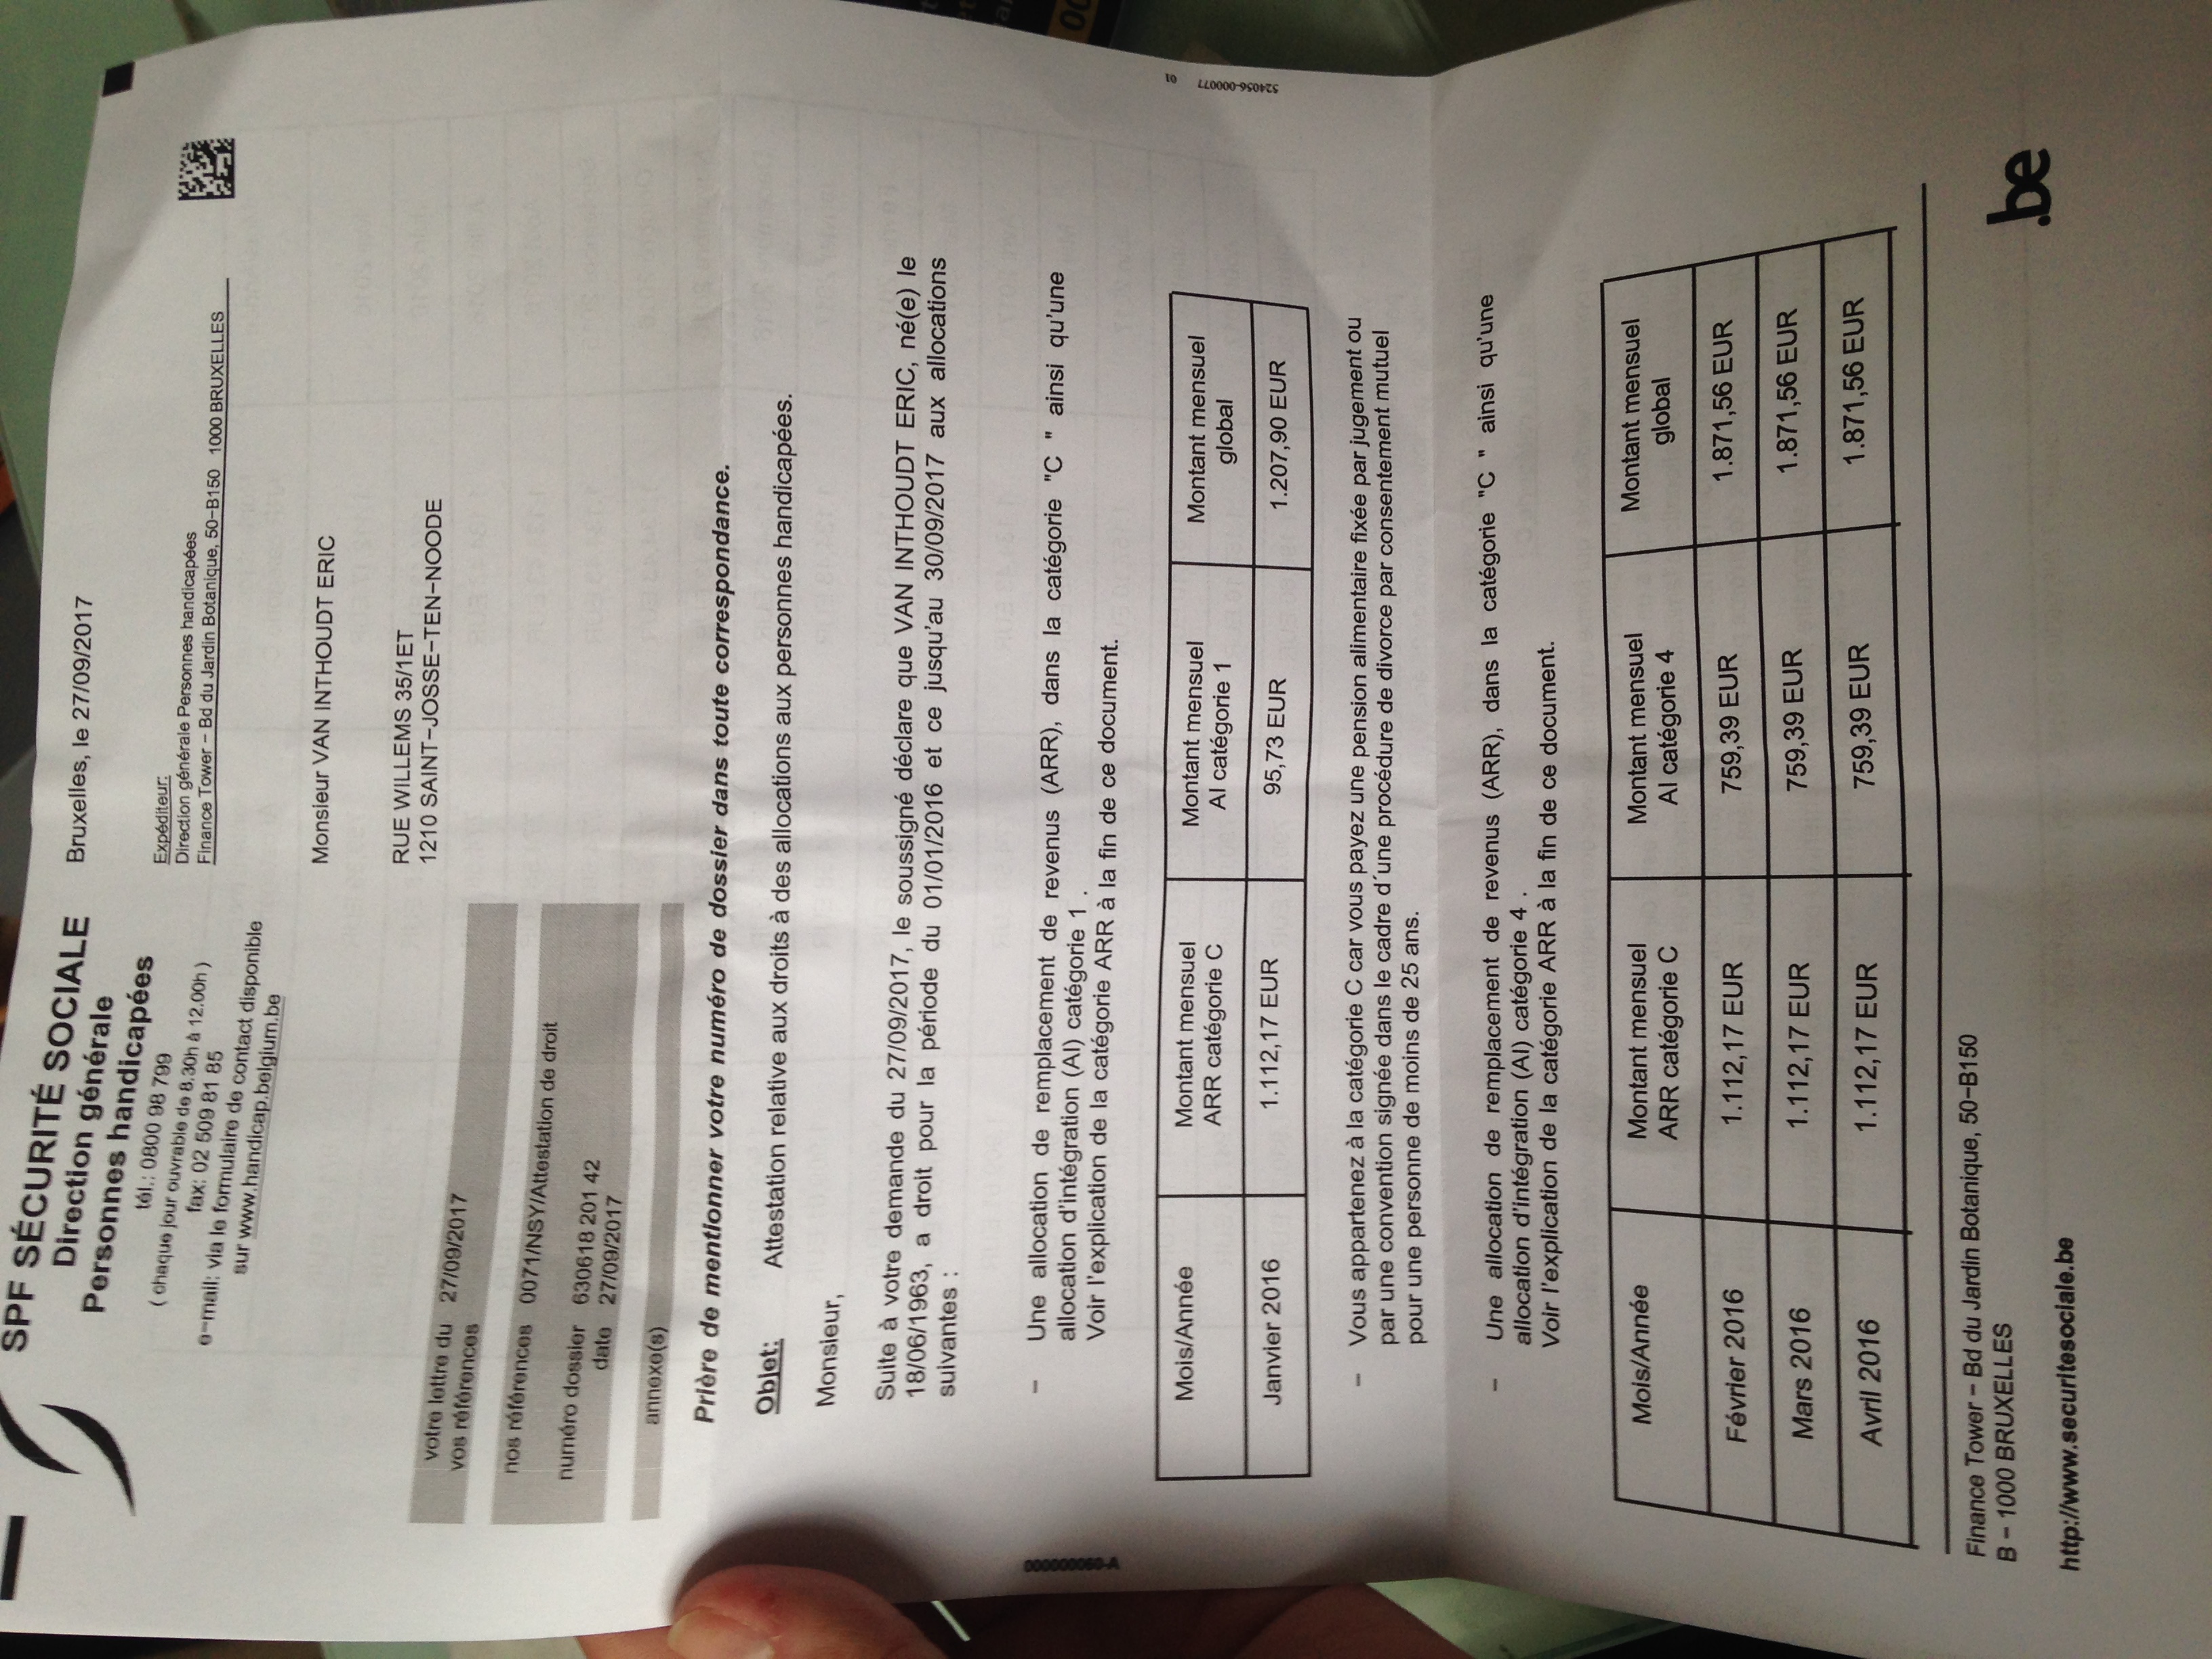 SPF SÉCURITÉ SOCIALE
Direction générale
Personnes handicapées
tél.: 0800 98 799
( chaque jour ouvrable de 8.30h à 12.00h )
fax: 02 509 81 85
e-mail: via le formulaire de contact disponible
sur www.handicap.belgium.be
Bruxelles, le 27/09/2017
Expéditeur:
Direction générale Personnes handicapées
Finance Tower - Bd du Jardin Botanique, 50-B150 1000 BRUXELLES
Monsieur VAN INTHOUDT ERIC
RUE WILLEMS 35/1ET
1210 SAINT-JOSSE-TEN-NOODE
votre lettre du 27/09/2017
vos références
nos références 0071/NSY/Attestation de droit
numéro dossier 630618 201 42
date 27/09/2017
annexe(s)
Prière de mentionner votre numéro de dossier dans toute correspondance.
Objet: Attestation relative aux droits à des allocations aux personnes handicapées.
Monsieur,
Suite à votre demande du 27/09/2017, le soussigné déclare que VAN INTHOUDT ERIC, né(e) le
18/06/1963, a droit pour la période du 01/01/2016 et ce jusqu'au 30/09/2017 aux allocations
suivantes :
- Une allocation de remplacement de revenus (ARR), dans la catégorie "C " ainsi qu'une
allocation d'intégration (AI) catégorie 1 .
Voir l'explication de la catégorie ARR à la fin de ce document.
Mois/Année Montant mensuel ARR catégorie C Montant mensuel AI catégorie 1 Montant mensuel global
Janvier 2016 1.112,17 EUR 95,73 EUR 1.207,90 EUR
- Vous appartenez à la catégorie C car vous payez une pension alimentaire fixée par jugement ou
par une convention signée dans le cadre d´une procédure de divorce par consentement mutuel
pour une personne de moins de 25 ans.
- Une allocation de remplacement de revenus (ARR), dans la catégorie "C " ainsi qu'une
allocation d'intégration (AI) catégorie 4 .
Voir l'explication de la catégorie ARR à la fin de ce document.
Mois/Année Montant mensuel ARR catégorie C Montant mensuel AI catégorie 4 Montant mensuel global
Février 2016 1.112,17 EUR 759,39 EUR 1.871,56 EUR
Mars 2016 1.112,17 EUR 759,39 EUR 1.871,56 EUR
Avril 2016 1.112,17 EUR 759,39 EUR 1.871,56 EUR
Finance Tower - Bd du Jardin Botanique, 50-B150
B - 1000 BRUXELLES
http://www.securitesociale.be
.be
524056-000077 01